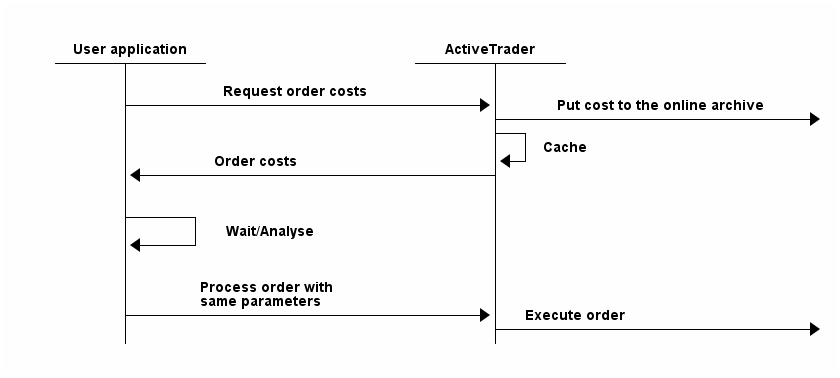 User application
ActiveTrader
Request order costs
Put cost to the online archive
Cache
Order costs
Wait/Analyse
Process order with
same parameters
Execute order